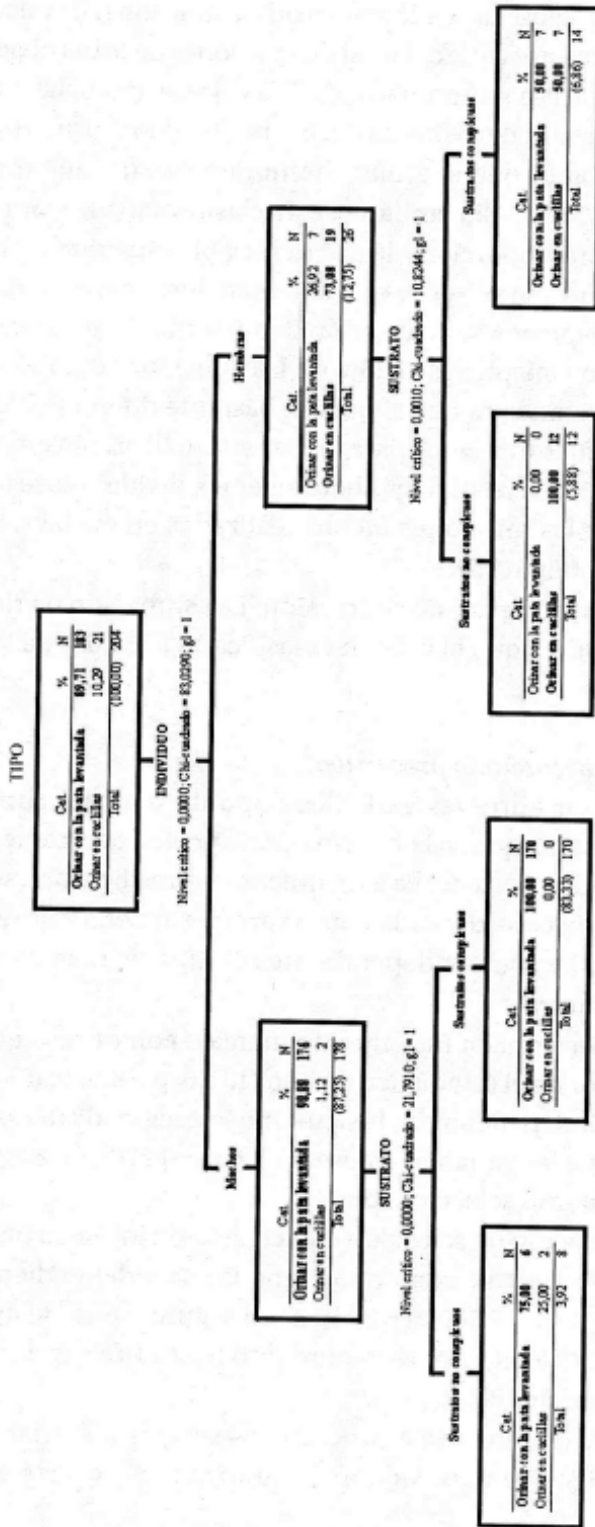 TIPO
Cat. % N
Orinar con la pata levantada 89,71 183
Orinar en cuclillas 10,29 21
Total (100,00) 204
INDIVIDUO
Nivel crítico = 0,0000; Chi-cuadrado = 83,0290; gl = 1
Machos
Cat. % N
Orinar con la pata levantada 98,88 176
Orinar en cuclillas 1,12 2
Total (87,25) 178
SUSTRATO
Nivel crítico = 0,0000; Chi-cuadrado = 21,7910; gl = 1
Sustratos no conspicuos
Cat. % N
Orinar con la pata levantada 75,00 6
Orinar en cuclillas 25,00 2
Total 3,92 8
Sustratos conspicuos
Cat. % N
Orinar con la pata levantada 100,00 170
Orinar en cuclillas 0,00 0
Total (83,33) 170
Hembras
Cat. % N
Orinar con la pata levantada 26,92 7
Orinar en cuclillas 73,08 19
Total (12,75) 26
SUSTRATO
Nivel crítico = 0,0010; Chi-cuadrado = 10,8244; gl = 1
Sustratos no conspicuos
Cat. % N
Orinar con la pata levantada 0,00 0
Orinar en cuclillas 100,00 12
Total (5,88) 12
Sustratos conspicuos
Cat. % N
Orinar con la pata levantada 50,00 7
Orinar en cuclillas 50,00 7
Total (6,86) 14